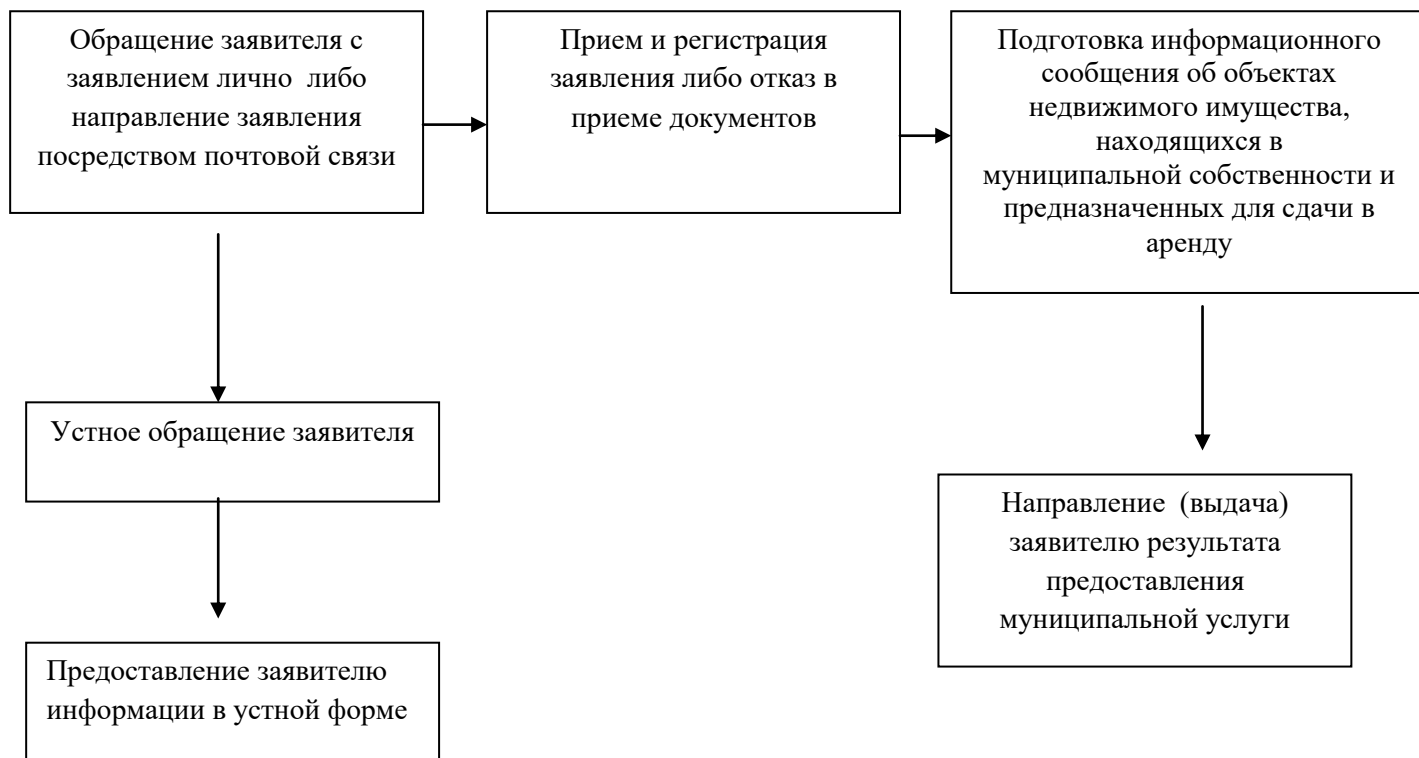 Обращение заявителя с
заявлением лично либо
направление заявления
посредством почтовой связи
Прием и регистрация
заявления либо отказ в
приеме документов
Подготовка информационного
сообщения об объектах
недвижимого имущества,
находящихся в
муниципальной собственности и
предназначенных для сдачи в
аренду
Устное обращение заявителя
Направление (выдача)
заявителю результата
предоставления
муниципальной услуги
Предоставление заявителю
информации в устной форме